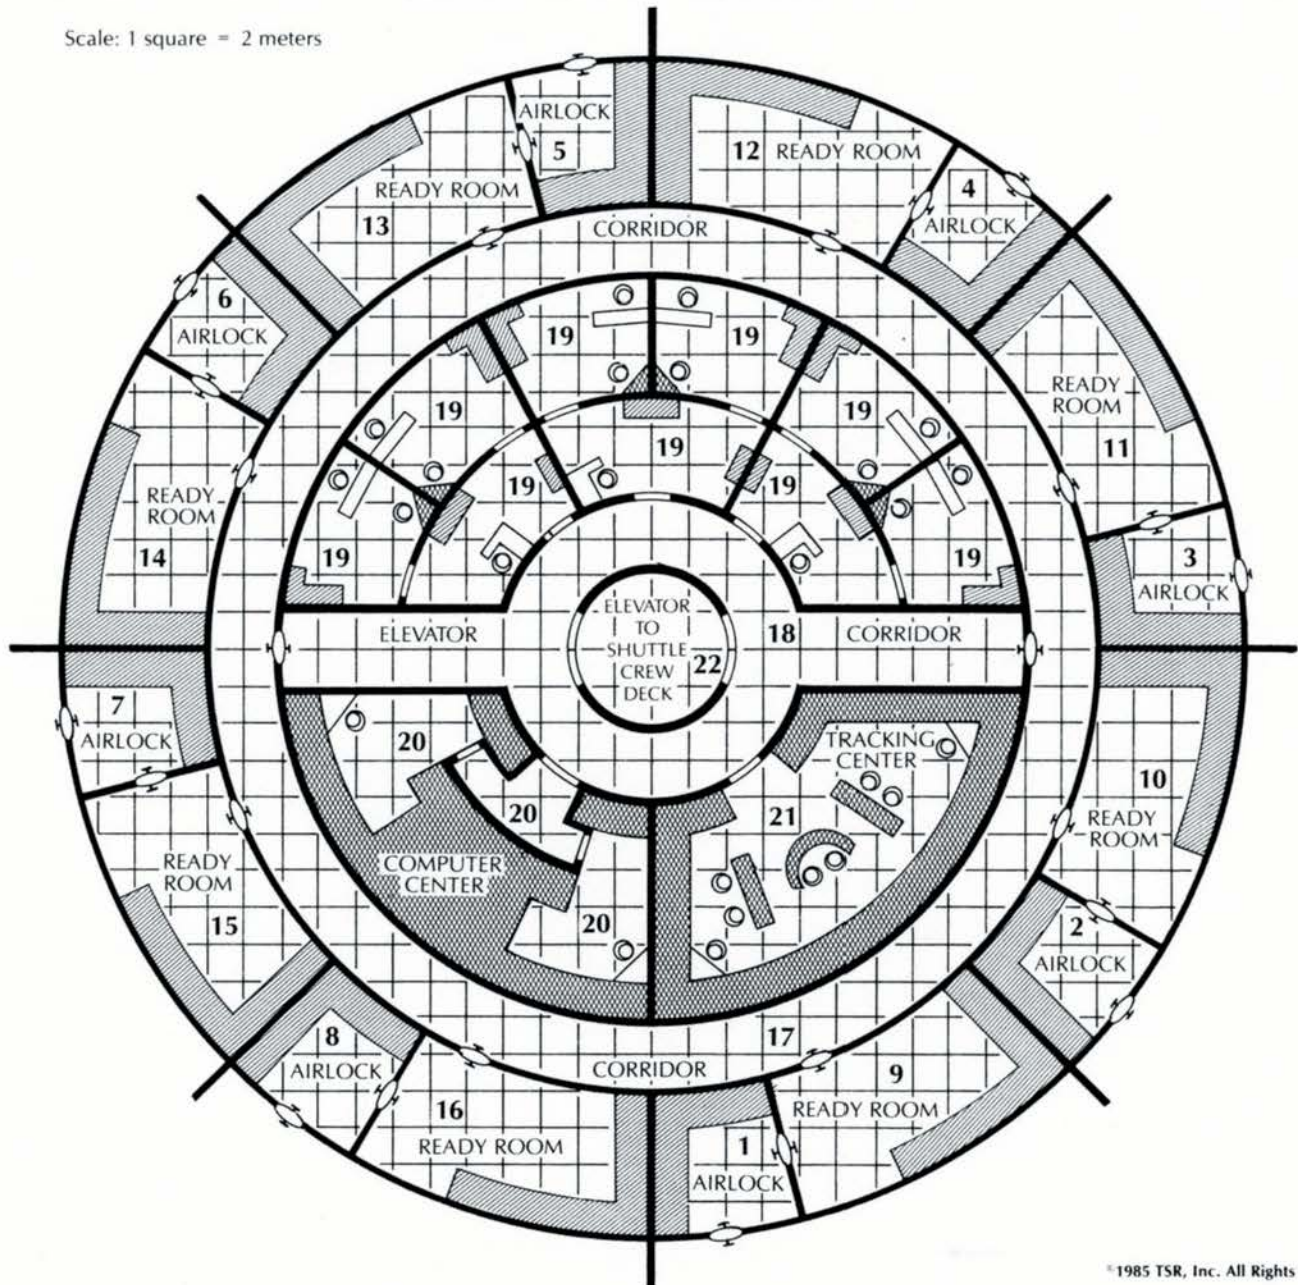 Scale: 1 square = 2 meters
AIRLOCK
5
12 READY ROOM
4
AIRLOCK
READY ROOM
13
CORRIDOR
6
AIRLOCK
19
19
READY
ROOM
11
19
19
19
19
19
READY
ROOM
14
19
19
3
AIRLOCK
ELEVATOR
ELEVATOR
TO
SHUTTLE
CREW
DECK
22
18
CORRIDOR
7
AIRLOCK
20
TRACKING
CENTER
10
READY
ROOM
20
21
COMPUTER
CENTER
READY
ROOM
15
20
2
AIRLOCK
17
8
AIRLOCK
CORRIDOR
9
READY ROOM
16
READY ROOM
1
AIRLOCK
©1985 TSR, Inc. All Rights